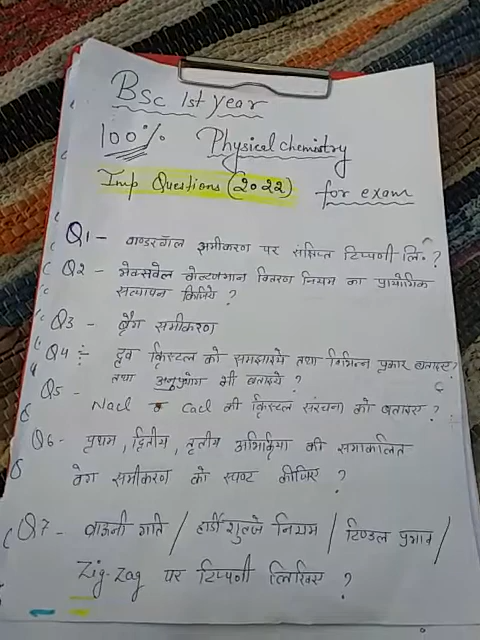 BSc 1st year
100% Physical chemistry
Imp Questions (2022) for exam
Q1 - वाण्डरवॉल समीकरण पर संक्षिप्त टिप्पणी लि. ?
Q2 - मेक्सवेल वोल्टजमान वितरण नियम का प्रायोगिक
सत्यापन किजिये ?
Q3 - ब्रैग समीकरण
Q4 :- द्रव क्रिस्टल को समझाइये तथा विभिन्न प्रकार बताइए?
तथा अनुप्रयोग भी बताइये ?
Q5 - Nacl व Cacl की क्रिस्टल संरचना को बताइए ?
Q6 - प्रथम, द्वितीय, तृतीय अभिक्रिया की समाकलित
वेग समीकरण को स्पष्ट कीजिए ?
Q7 - ब्राऊनी गति / हार्डी शुल्जे नियम / टिण्डल प्रभाव /
Zig-Zag पर टिप्पणी लिखिए ?